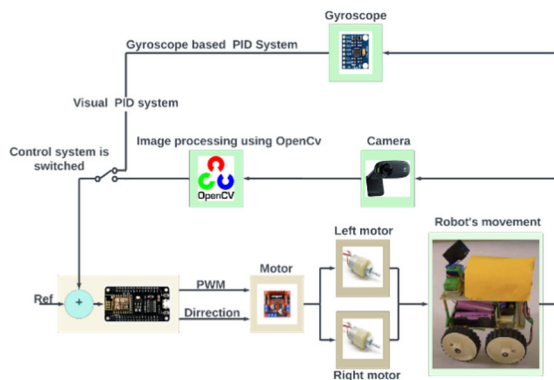 Gyroscope
Gyroscope based PID System
Visual PID system
Image processing using OpenCv
Camera
Control system is
switched
OpenCV
Robot's movement
Left motor
Motor
PWM
Ref
+
Dirrection
Right motor